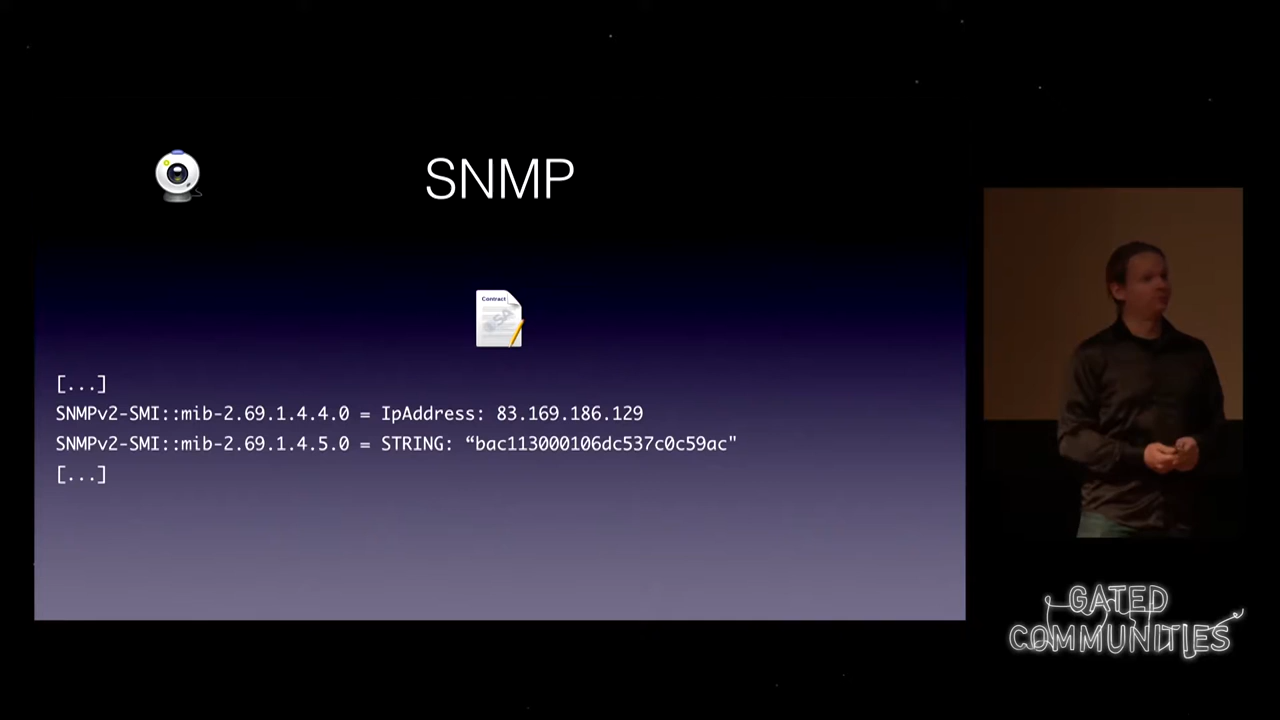 SNMP
Contract
[...]
SNMPv2-SMI::mib-2.69.1.4.4.0 = IpAddress: 83.169.186.129
SNMPv2-SMI::mib-2.69.1.4.5.0 = STRING: “bac113000106dc537c0c59ac"
[...]
GATED
COMMUNITIES